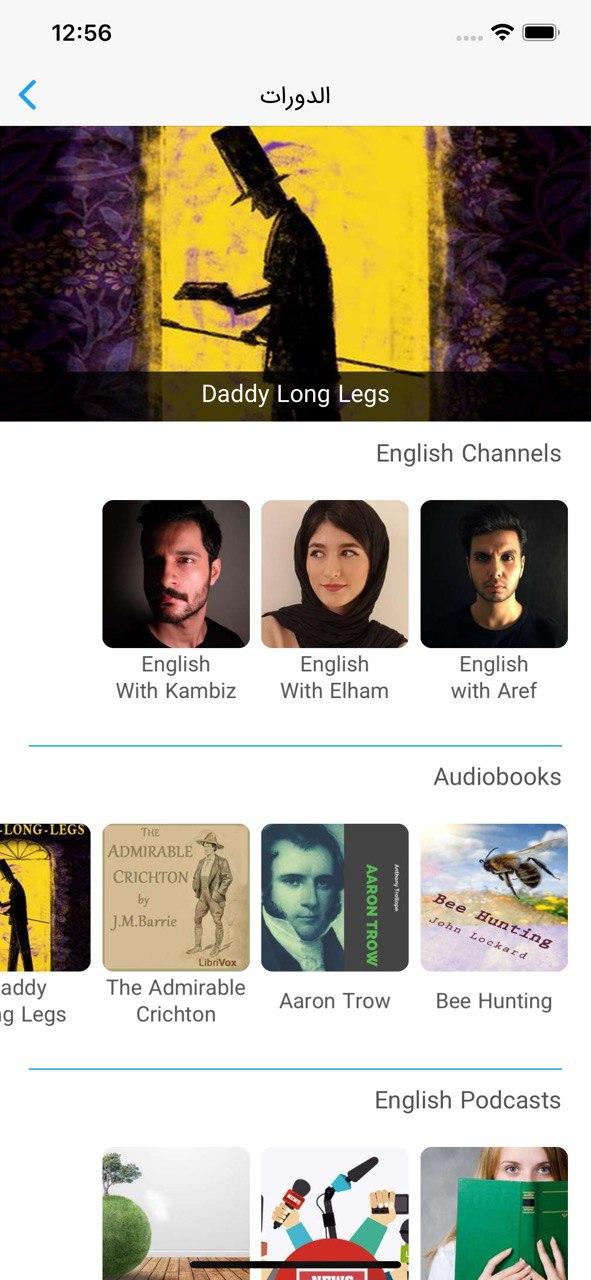 12:56
الدورات
Daddy Long Legs
English Channels
English
with Aref
English
With Elham
English
With Kambiz
Audiobooks
Bee Hunting
John Lockard
Bee Hunting
Anthony Trollope
AARON TROW
Aaron Trow
THE
ADMIRABLE
CRICHTON
by
J.M.Barrie
LibriVox
The Admirable
Crichton
-LONG-LEGS
addy
ng Legs
English Podcasts
NEWS
NEWS